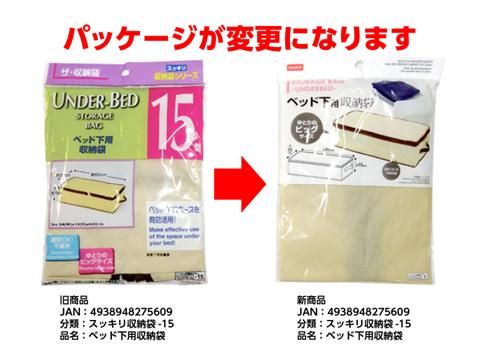 パッケージが変更になります
ザ・収納袋
スッキリ
収納袋シリーズ
UNDER-BED
STORAGE
BAG
15
ベッド下用
収納袋
ベッド下スペースを
有効活用!
Make effective use
of the space under
your bed!
ゆとりの
ビッグサイズ
STORAGE BAG
-UNDERBED-
ベッド下用収納袋
ゆとりの
ビッグ
サイズ
旧商品
JAN：4938948275609
分類：スッキリ収納袋 -15
品名：ベッド下用収納袋
新商品
JAN：4938948275609
分類：スッキリ収納袋 -15
品名：ベッド下用収納袋